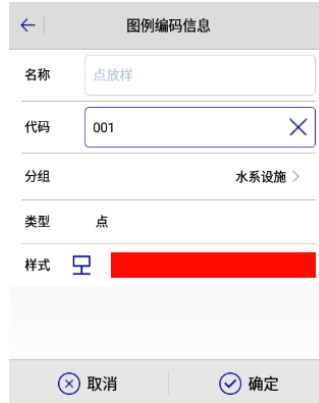 图例编码信息
名称 点放样
代码 001
分组 水系设施
类型 点
样式
取消 确定